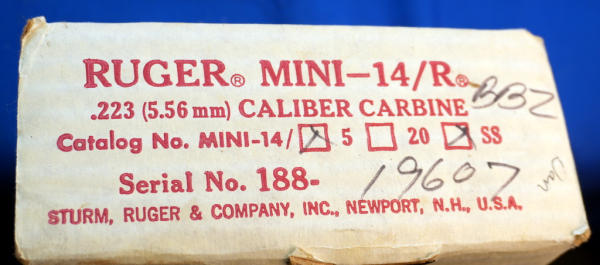 RUGER® MINI-14/R®
.223 (5.56 mm) CALIBER CARBINE BBZ
Catalog No. MINI-14/ 5 20 SS
Serial No. 188- 19607
STURM, RUGER & COMPANY, INC., NEWPORT, N.H., U.S.A.